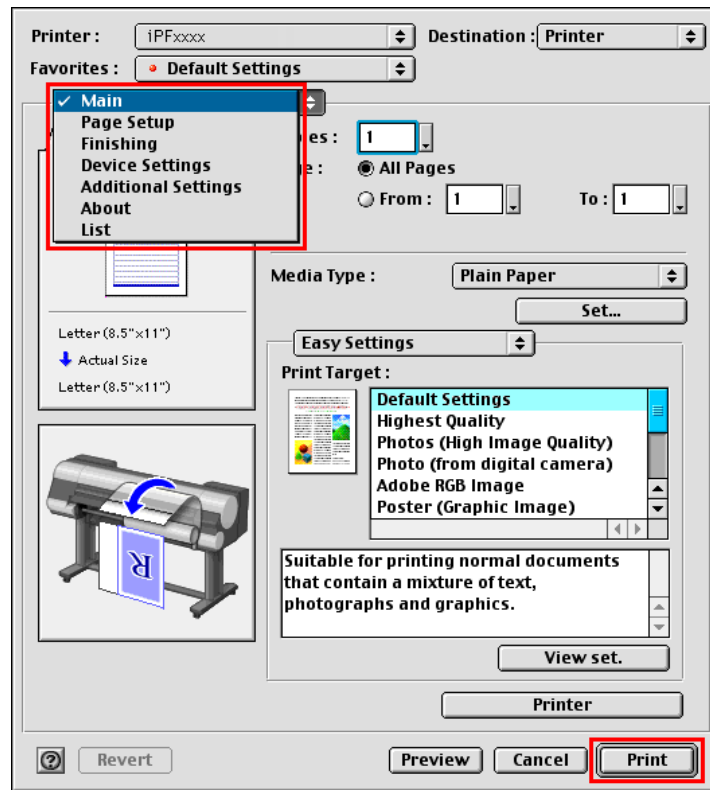 Printer : iPFxxxx Destination : Printer
Favorites : Default Settings
✓ Main
Page Setup
Finishing
Device Settings
Additional Settings
About
List
es : 1
e : All Pages
From : 1 To : 1
Media Type : Plain Paper
Set...
Letter (8.5"x11")
Actual Size
Letter (8.5"x11")
Easy Settings
Print Target :
Default Settings
Highest Quality
Photos (High Image Quality)
Photo (from digital camera)
Adobe RGB Image
Poster (Graphic Image)
R
Suitable for printing normal documents
that contain a mixture of text,
photographs and graphics.
View set.
Printer
? Revert Preview Cancel Print